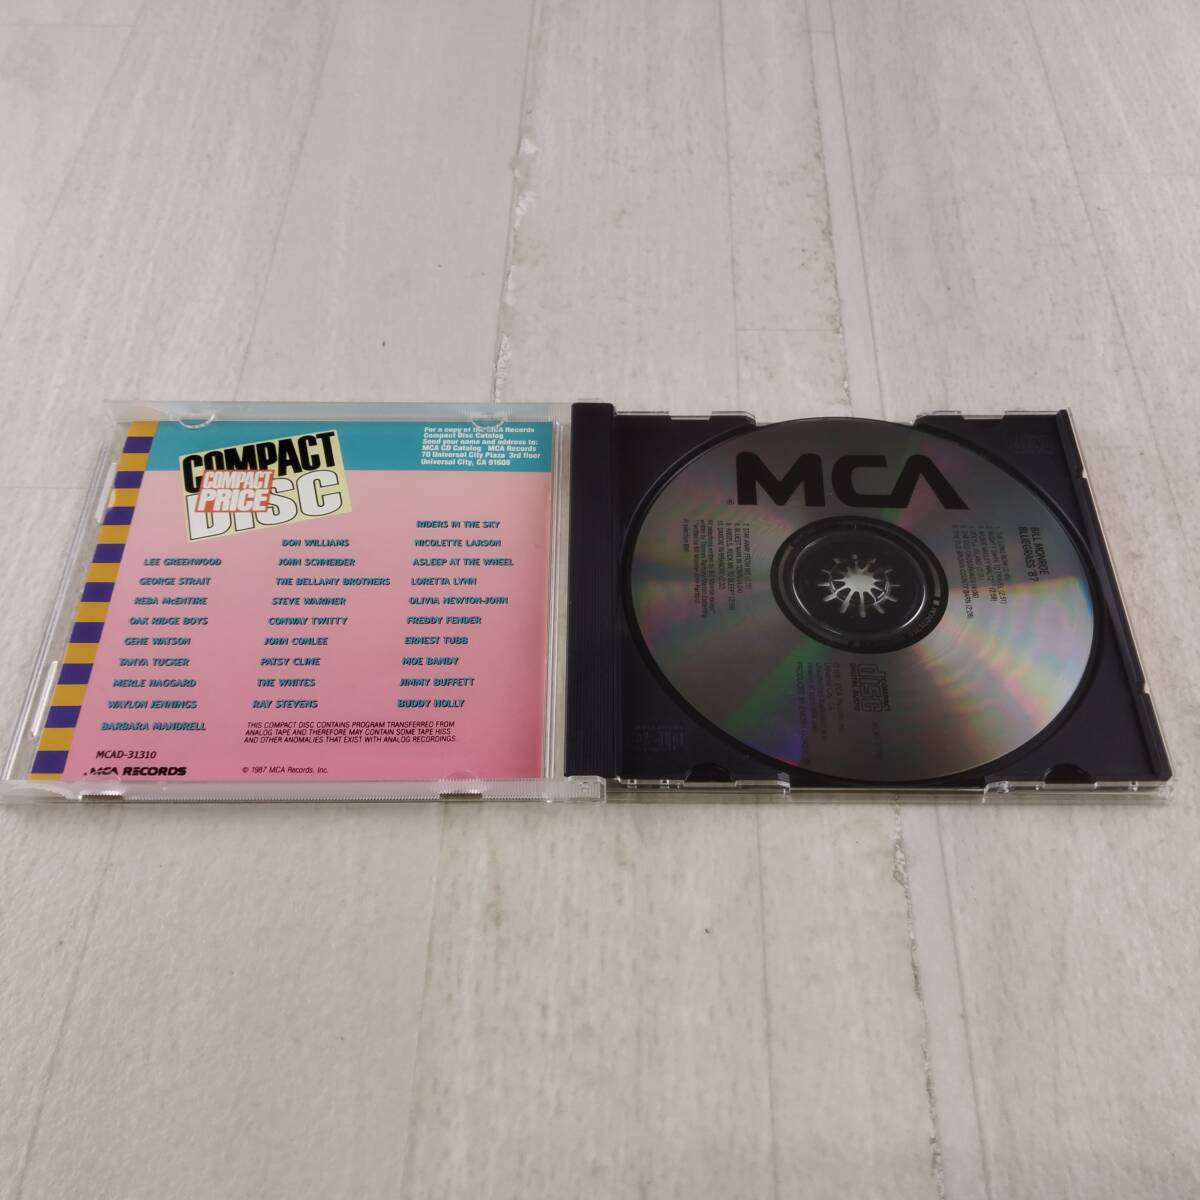 COMPACT
COMPACT
PRICE
DISC
For a copy of the MCA Records
Compact Disc Catalog
Send your name and address to:
MCA CD Catalog MCA Records
70 Universal City Plaza 3rd floor
Universal City, CA 91608
LEE GREENWOOD
GEORGE STRAIT
REBA McENTIRE
OAK RIDGE BOYS
GENE WATSON
TANYA TUCKER
MERLE HAGGARD
WAYLON JENNINGS
BARBARA MANDRELL
DON WILLIAMS
JOHN SCHNEIDER
THE BELLAMY BROTHERS
STEVE WARINER
CONWAY TWITTY
JOHN CONLEE
PATSY CLINE
THE WHITES
RAY STEVENS
RIDERS IN THE SKY
NICOLETTE LARSON
ASLEEP AT THE WHEEL
LORETTA LYNN
OLIVIA NEWTON-JOHN
FREDDY FENDER
ERNEST TUBB
MOE BANDY
JIMMY BUFFETT
BUDDY HOLLY
THIS COMPACT DISC CONTAINS PROGRAM TRANSFERRED FROM
ANALOG TAPE AND THEREFORE MAY CONTAIN SOME TAPE HISS
AND OTHER ANOMALIES THAT EXIST WITH ANALOG RECORDINGS.
MCAD-31310
MCA RECORDS
© 1987 MCA Records, Inc.
MCA
BILL MONROE
BLUEGRASS '87
COMPACT
disc
DIGITAL AUDIO